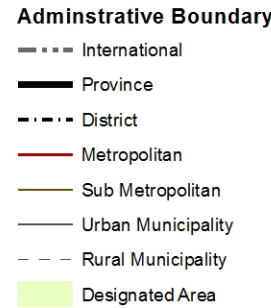 Adminstrative Boundary
International
Province
District
Metropolitan
Sub Metropolitan
Urban Municipality
Rural Municipality
Designated Area